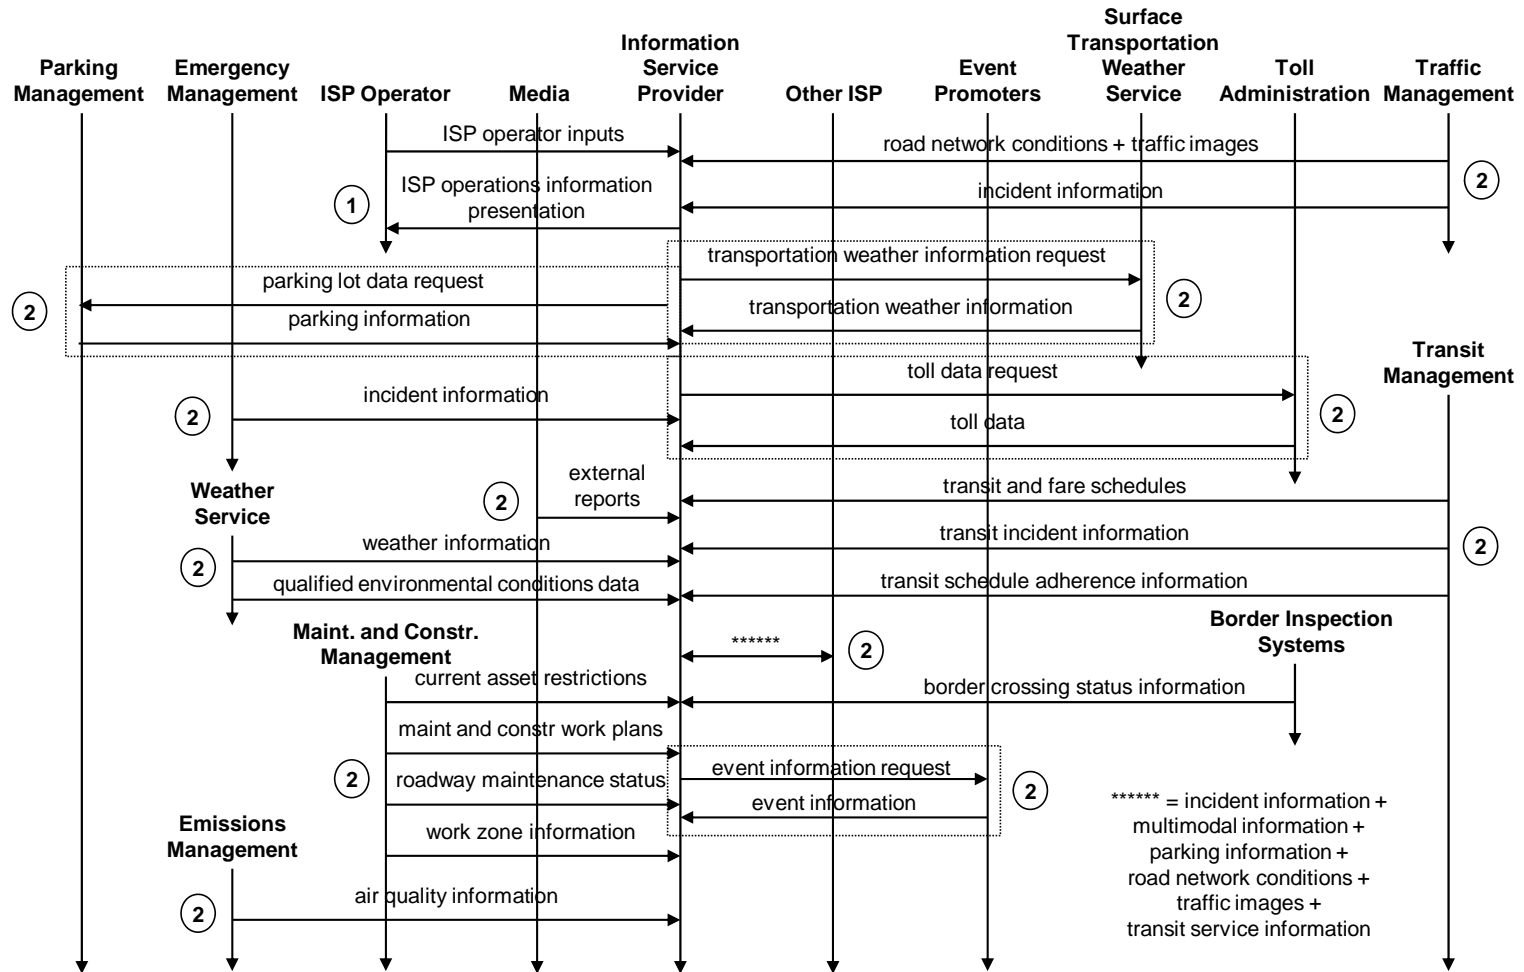 Parking
Management
Emergency
Management
ISP Operator
Media
Information
Service
Provider
Other ISP
Event
Promoters
Surface
Transportation
Weather
Service
Toll
Administration
Traffic
Management
ISP operator inputs
road network conditions + traffic images
2
ISP operations information
presentation
1
incident information
transportation weather information request
parking lot data request
2
2
transportation weather information
parking information
Transit
Management
toll data request
incident information
2
2
toll data
Weather
Service
external
reports
2
transit and fare schedules
weather information
transit incident information
2
2
qualified environmental conditions data
transit schedule adherence information
Maint. and Constr.
Management
******
2
Border Inspection
Systems
current asset restrictions
border crossing status information
maint and constr work plans
2
roadway maintenance status
event information request
2
event information
Emissions
Management
work zone information
air quality information
2
****** = incident information +
multimodal information +
parking information +
road network conditions +
traffic images +
transit service information